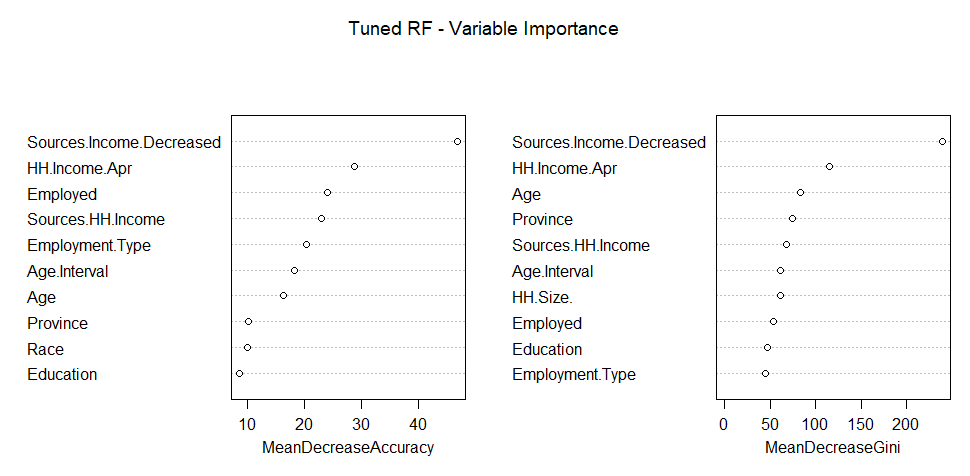 Tuned RF - Variable Importance
Sources.Income.Decreased
HH.Income.Apr
Employed
Sources.HH.Income
Employment.Type
Age.Interval
Age
Province
Race
Education
10 20 30 40
MeanDecreaseAccuracy
Sources.Income.Decreased
HH.Income.Apr
Age
Province
Sources.HH.Income
Age.Interval
HH.Size.
Employed
Education
Employment.Type
0 50 100 150 200
MeanDecreaseGini